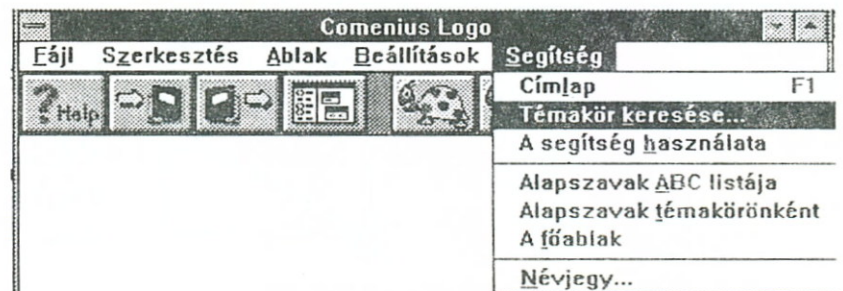 Comenius Logo
Fájl Szerkesztés Ablak Beállítások Segítség
Help
Címlap F1
Témakör keresése...
A segítség használata
Alapszavak ABC listája
Alapszavak témakörönként
A főablak
Névjegy...